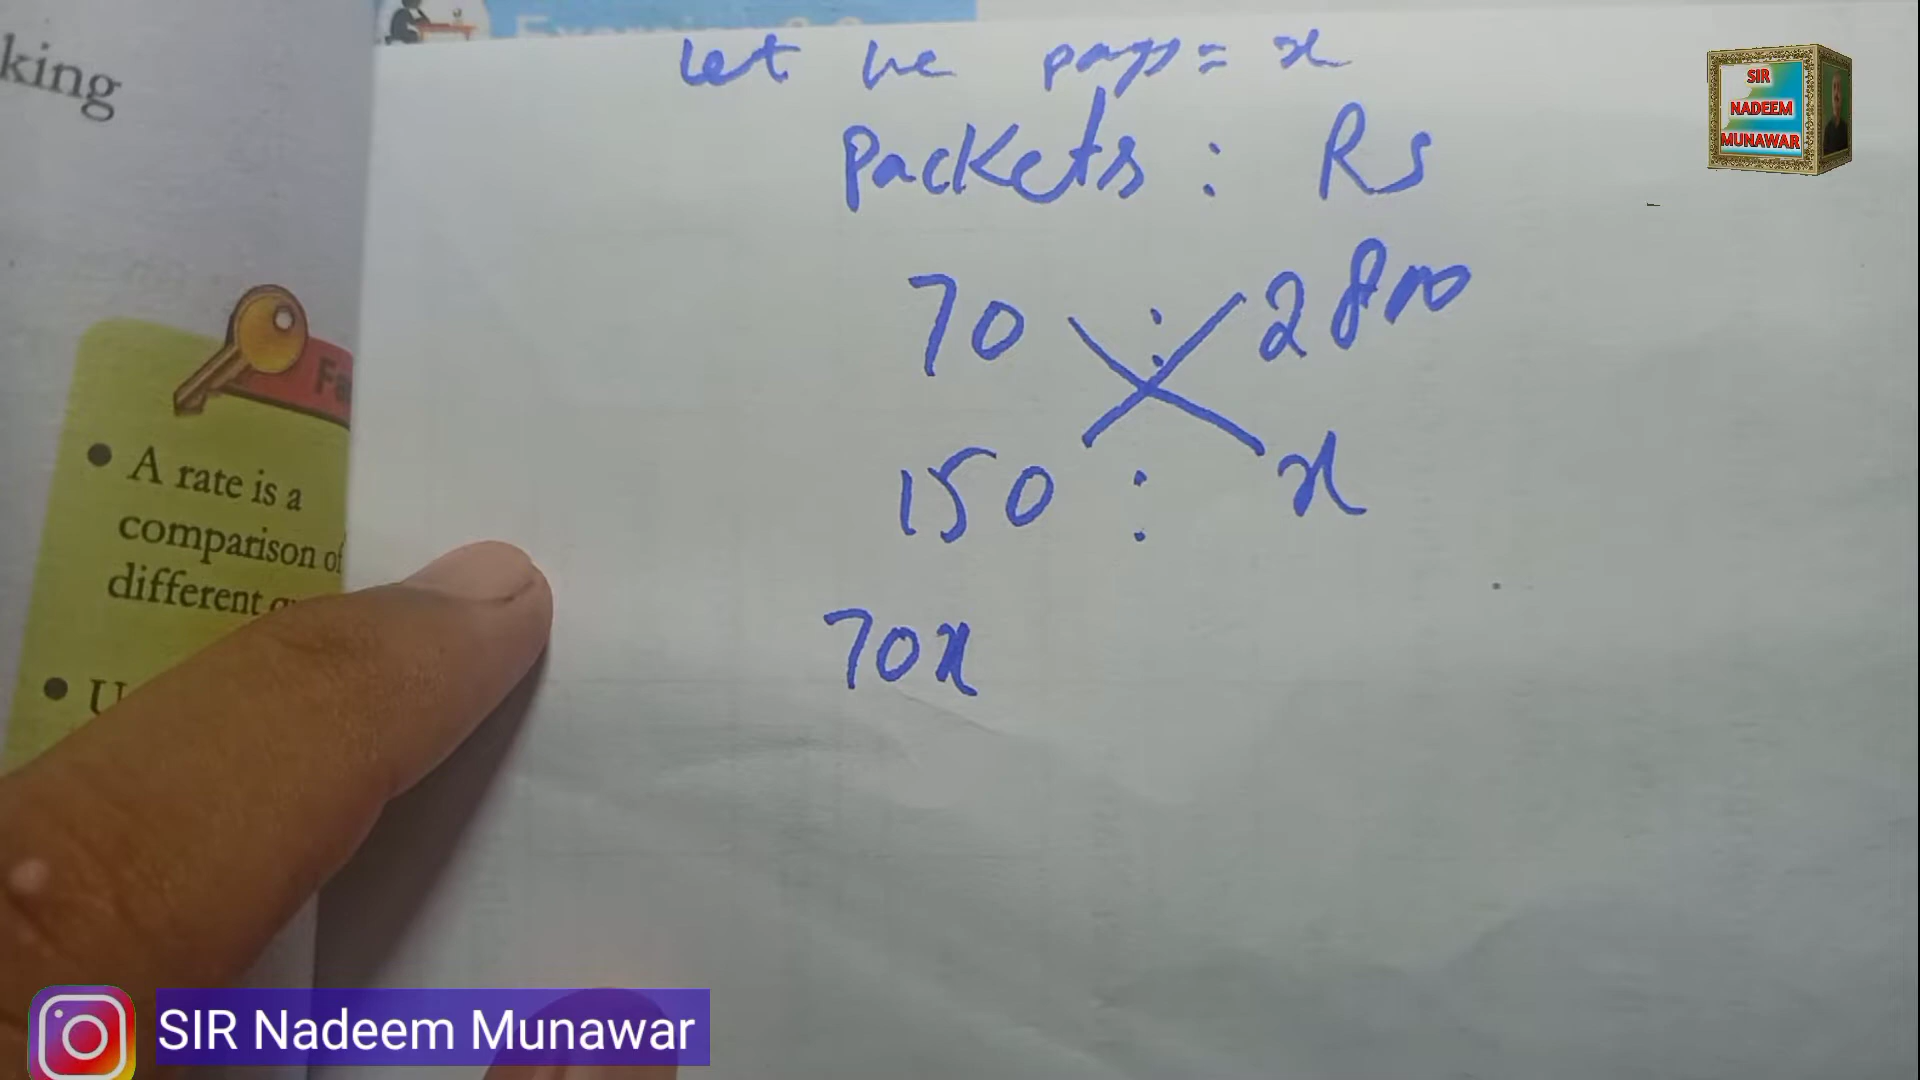 king
let he pays = x
Packets : Rs
70 : 2800
150 : x
70x
A rate is a
comparison of
different
SIR
NADEEM
MUNAWAR
SIR Nadeem Munawar